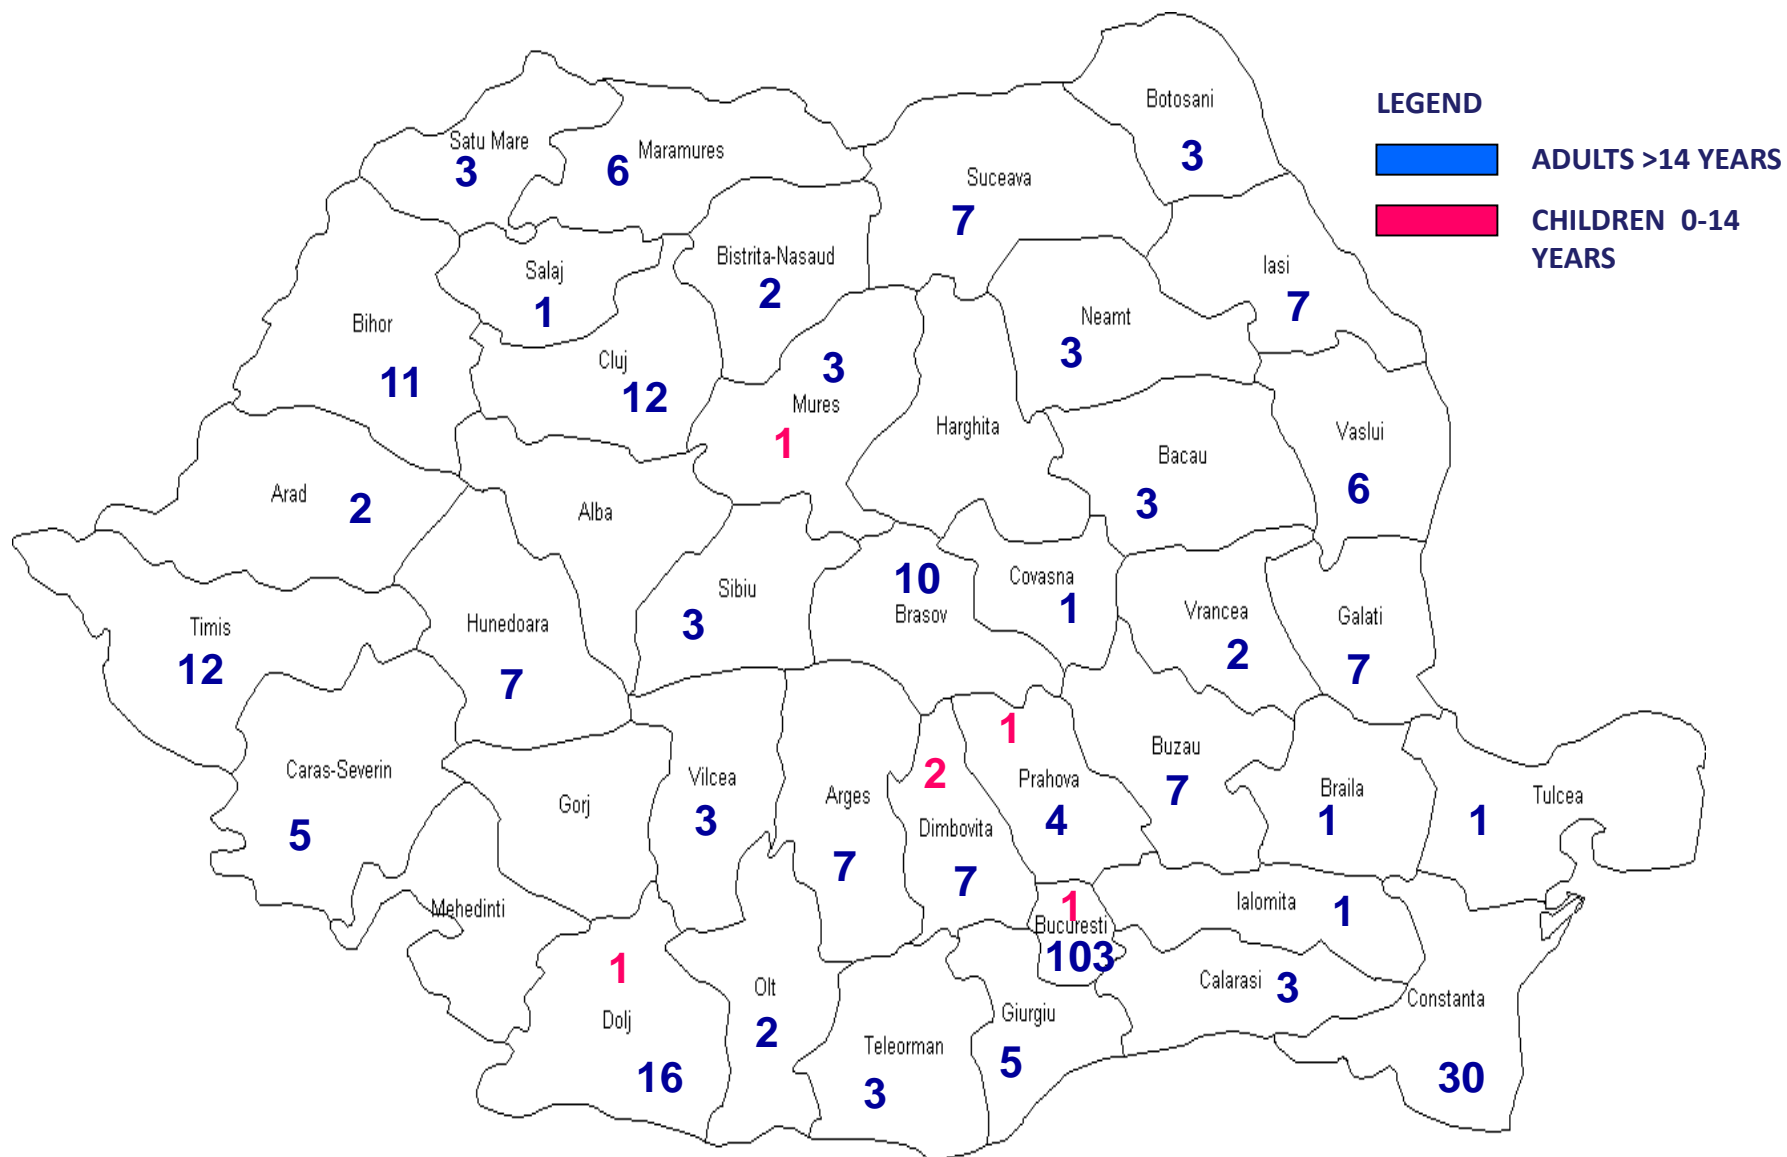 LEGEND
ADULTS >14 YEARS
CHILDREN 0-14
YEARS
Botosani
3
Satu Mare
3
Maramures
6
Suceava
7
Iasi
7
Bistrita-Nasaud
2
Salaj
1
Bihor
11
Cluj
12
Neamt
3
3
Mures
1
Harghita
Vaslui
6
Bacau
3
Arad
2
Alba
Sibiu
3
10
Brasov
Covasna
1
Vrancea
2
Galati
7
Timis
12
Hunedoara
7
Caras-Severin
5
Gorj
Vilcea
3
Arges
7
2
Dimbovita
7
1
Prahova
4
Buzau
7
Braila
1
Tulcea
1
Mehedinti
1
Bucuresti
103
Ialomita
1
Calarasi
3
Constanta
30
1
Dolj
16
Olt
2
Teleorman
3
Giurgiu
5